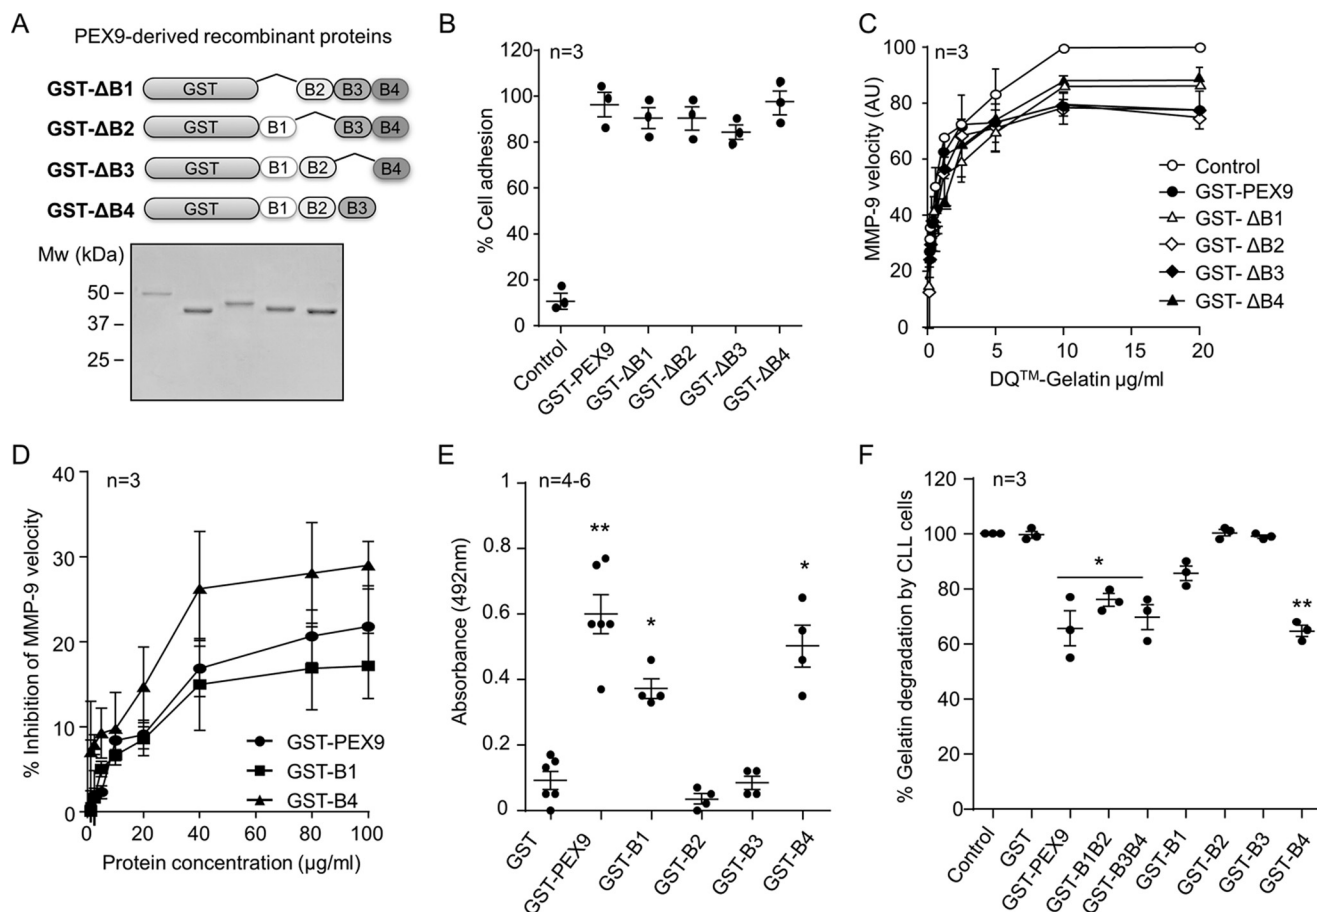 A
PEX9-derived recombinant proteins
GST-ΔB1 GST B2 B3 B4
GST-ΔB2 GST B1 B3 B4
GST-ΔB3 GST B1 B2 B4
GST-ΔB4 GST B1 B2 B3
Mw (kDa)
50
37
25
B
n=3
% Cell adhesion
120
100
80
60
40
20
0
Control
GST-PEX9
GST-ΔB1
GST-ΔB2
GST-ΔB3
GST-ΔB4
C
n=3
MMP-9 velocity (AU)
100
80
60
40
20
0
0 5 10 15 20
DQ™-Gelatin µg/ml
Control
GST-PEX9
GST- ΔB1
GST- ΔB2
GST- ΔB3
GST- ΔB4
D
n=3
% Inhibition of MMP-9 velocity
40
30
20
10
0
0 20 40 60 80 100
Protein concentration (µg/ml)
GST-PEX9
GST-B1
GST-B4
E
n=4-6
Absorbance (492nm)
1
0.8
0.6
0.4
0.2
0
**
*
*
GST
GST-PEX9
GST-B1
GST-B2
GST-B3
GST-B4
F
n=3
% Gelatin degradation by CLL cells
120
100
80
60
40
20
0
*
**
Control
GST
GST-PEX9
GST-B1B2
GST-B3B4
GST-B1
GST-B2
GST-B3
GST-B4